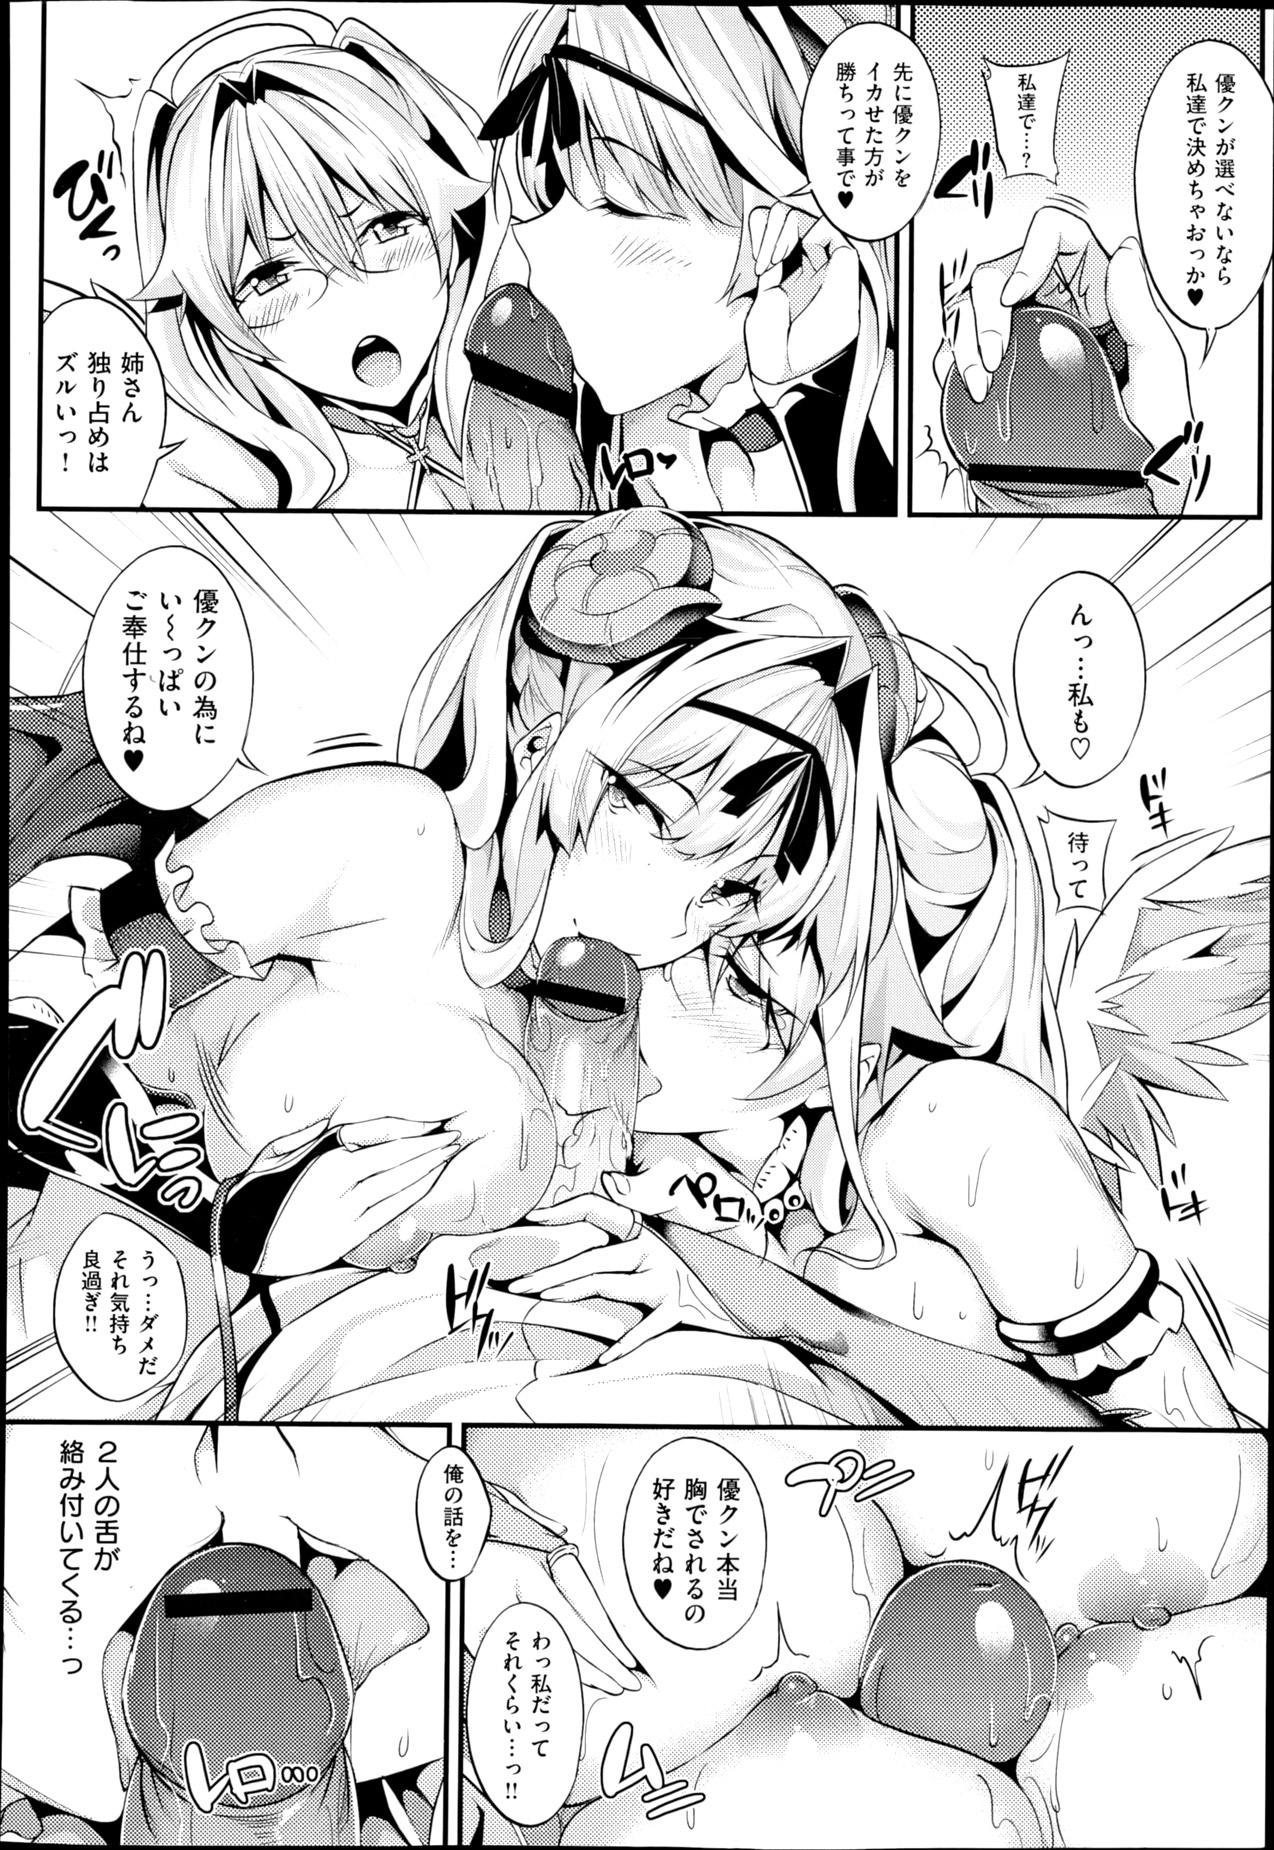 優クンが選べないなら
私達で決めちゃおっか♥
私達で…?
ぐっ
ぐりっ
先に優クンを
イカせた方が
勝ちって事で♥
レロ♥
びくっ
姉さん
独り占めは
ズルいっ!
んっ…私も♡
待って
優クンの為に
い〜っぱい
ご奉仕するね♥
ペロッ
うっ…ダメだ
それ気持ち
良過ぎ!!
優クン本当
胸でされるの
好きだね♥
わっ私だって
それくらい…っ!!
俺の話を…
2人の舌が
絡み付いてくる…っ
レロ…